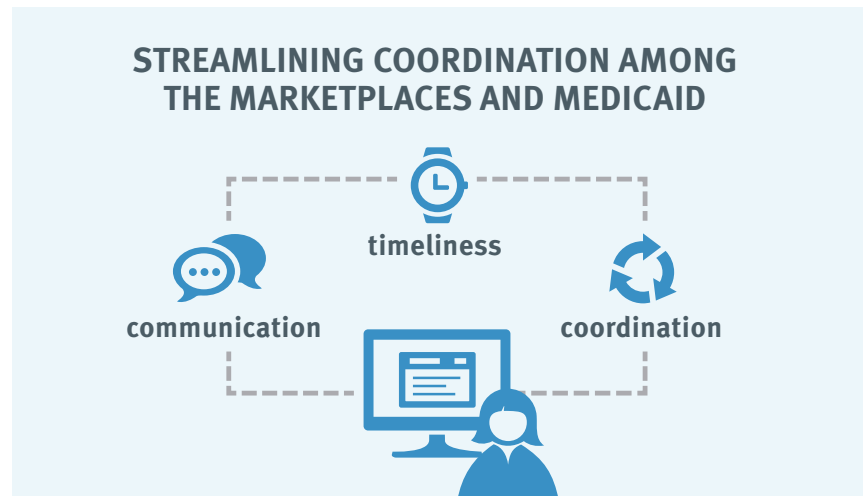 STREAMLINING COORDINATION AMONG
THE MARKETPLACES AND MEDICAID
timeliness
communication
coordination